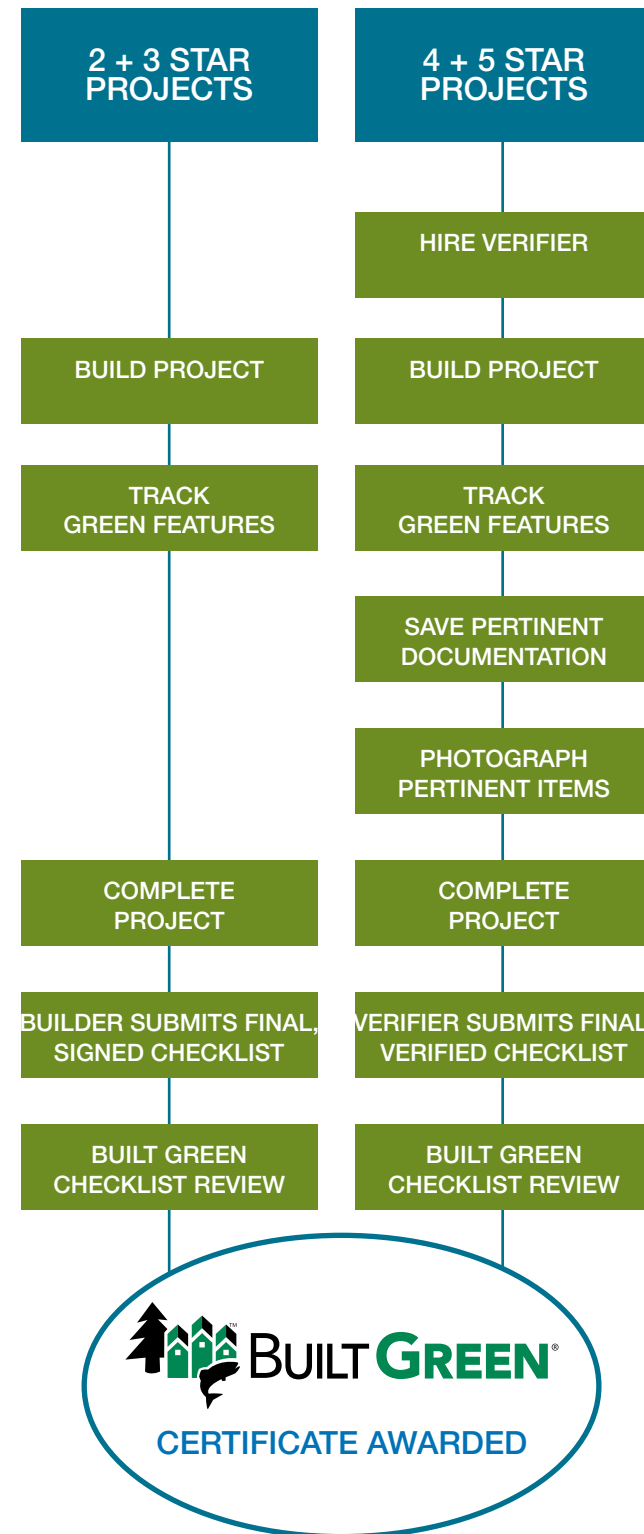 2 + 3 STAR
PROJECTS
BUILD PROJECT
TRACK
GREEN FEATURES
COMPLETE
PROJECT
BUILDER SUBMITS FINAL,
SIGNED CHECKLIST
BUILT GREEN
CHECKLIST REVIEW
4 + 5 STAR
PROJECTS
HIRE VERIFIER
BUILD PROJECT
TRACK
GREEN FEATURES
SAVE PERTINENT
DOCUMENTATION
PHOTOGRAPH
PERTINENT ITEMS
COMPLETE
PROJECT
VERIFIER SUBMITS FINAL
VERIFIED CHECKLIST
BUILT GREEN
CHECKLIST REVIEW
™
BUILT GREEN®
CERTIFICATE AWARDED